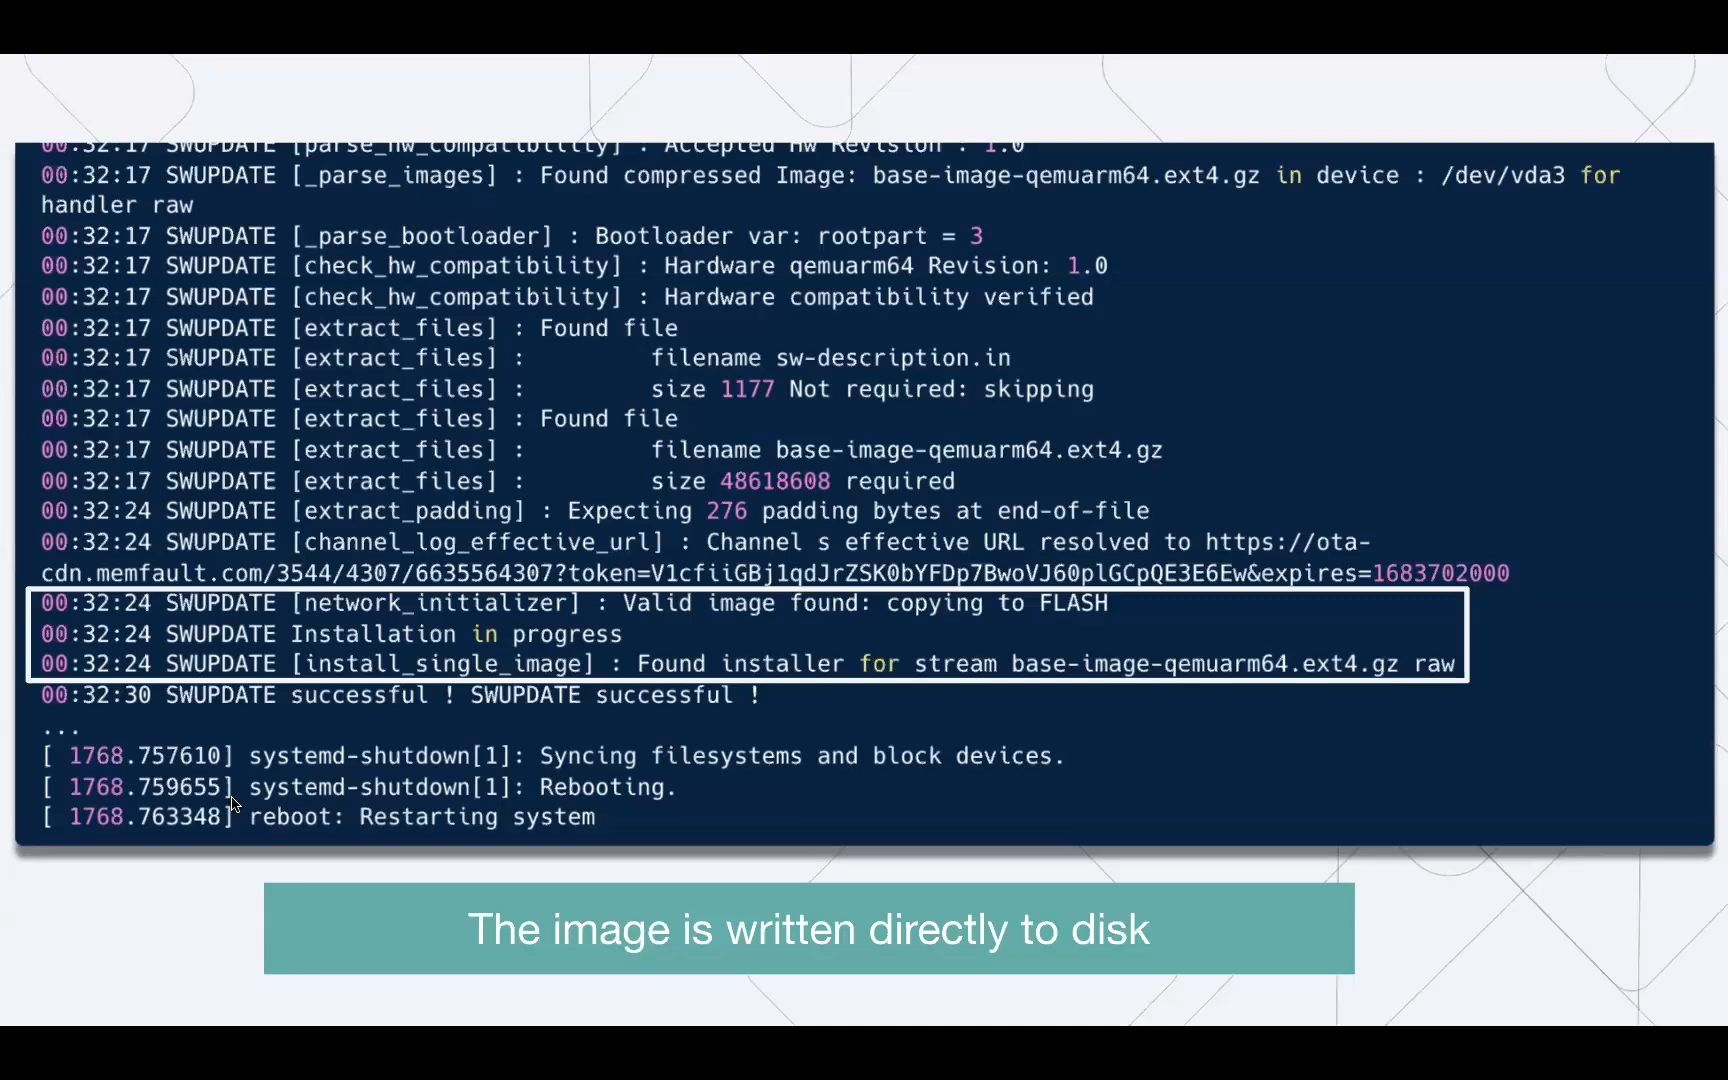 00:32:17 SWUPDATE [parse_hw_compatibility] : Accepted Hw Revision : 1.0
00:32:17 SWUPDATE [_parse_images] : Found compressed Image: base-image-qemuarm64.ext4.gz in device : /dev/vda3 for
handler raw
00:32:17 SWUPDATE [_parse_bootloader] : Bootloader var: rootpart = 3
00:32:17 SWUPDATE [check_hw_compatibility] : Hardware qemuarm64 Revision: 1.0
00:32:17 SWUPDATE [check_hw_compatibility] : Hardware compatibility verified
00:32:17 SWUPDATE [extract_files] : Found file
00:32:17 SWUPDATE [extract_files] :         filename sw-description.in
00:32:17 SWUPDATE [extract_files] :         size 1177 Not required: skipping
00:32:17 SWUPDATE [extract_files] : Found file
00:32:17 SWUPDATE [extract_files] :         filename base-image-qemuarm64.ext4.gz
00:32:17 SWUPDATE [extract_files] :         size 48618608 required
00:32:24 SWUPDATE [extract_padding] : Expecting 276 padding bytes at end-of-file
00:32:24 SWUPDATE [channel_log_effective_url] : Channel s effective URL resolved to https://ota-
cdn.memfault.com/3544/4307/6635564307?token=V1cfiiGBj1qdJrZSK0bYFDp7BwoVJ60plGCpQE3E6Ew&expires=1683702000
00:32:24 SWUPDATE [network_initializer] : Valid image found: copying to FLASH
00:32:24 SWUPDATE Installation in progress
00:32:24 SWUPDATE [install_single_image] : Found installer for stream base-image-qemuarm64.ext4.gz raw
00:32:30 SWUPDATE successful ! SWUPDATE successful !
...
[ 1768.757610] systemd-shutdown[1]: Syncing filesystems and block devices.
[ 1768.759655] systemd-shutdown[1]: Rebooting.
[ 1768.763348] reboot: Restarting system
The image is written directly to disk